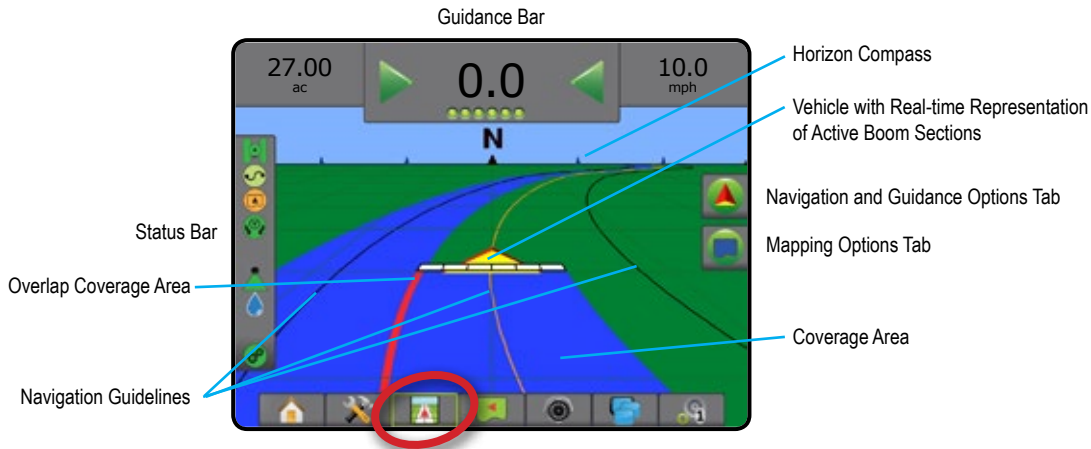 Guidance Bar
27.00
ac
0.0
10.0
mph
N
Horizon Compass
Vehicle with Real-time Representation
of Active Boom Sections
Navigation and Guidance Options Tab
Mapping Options Tab
Status Bar
Overlap Coverage Area
Coverage Area
Navigation Guidelines
1